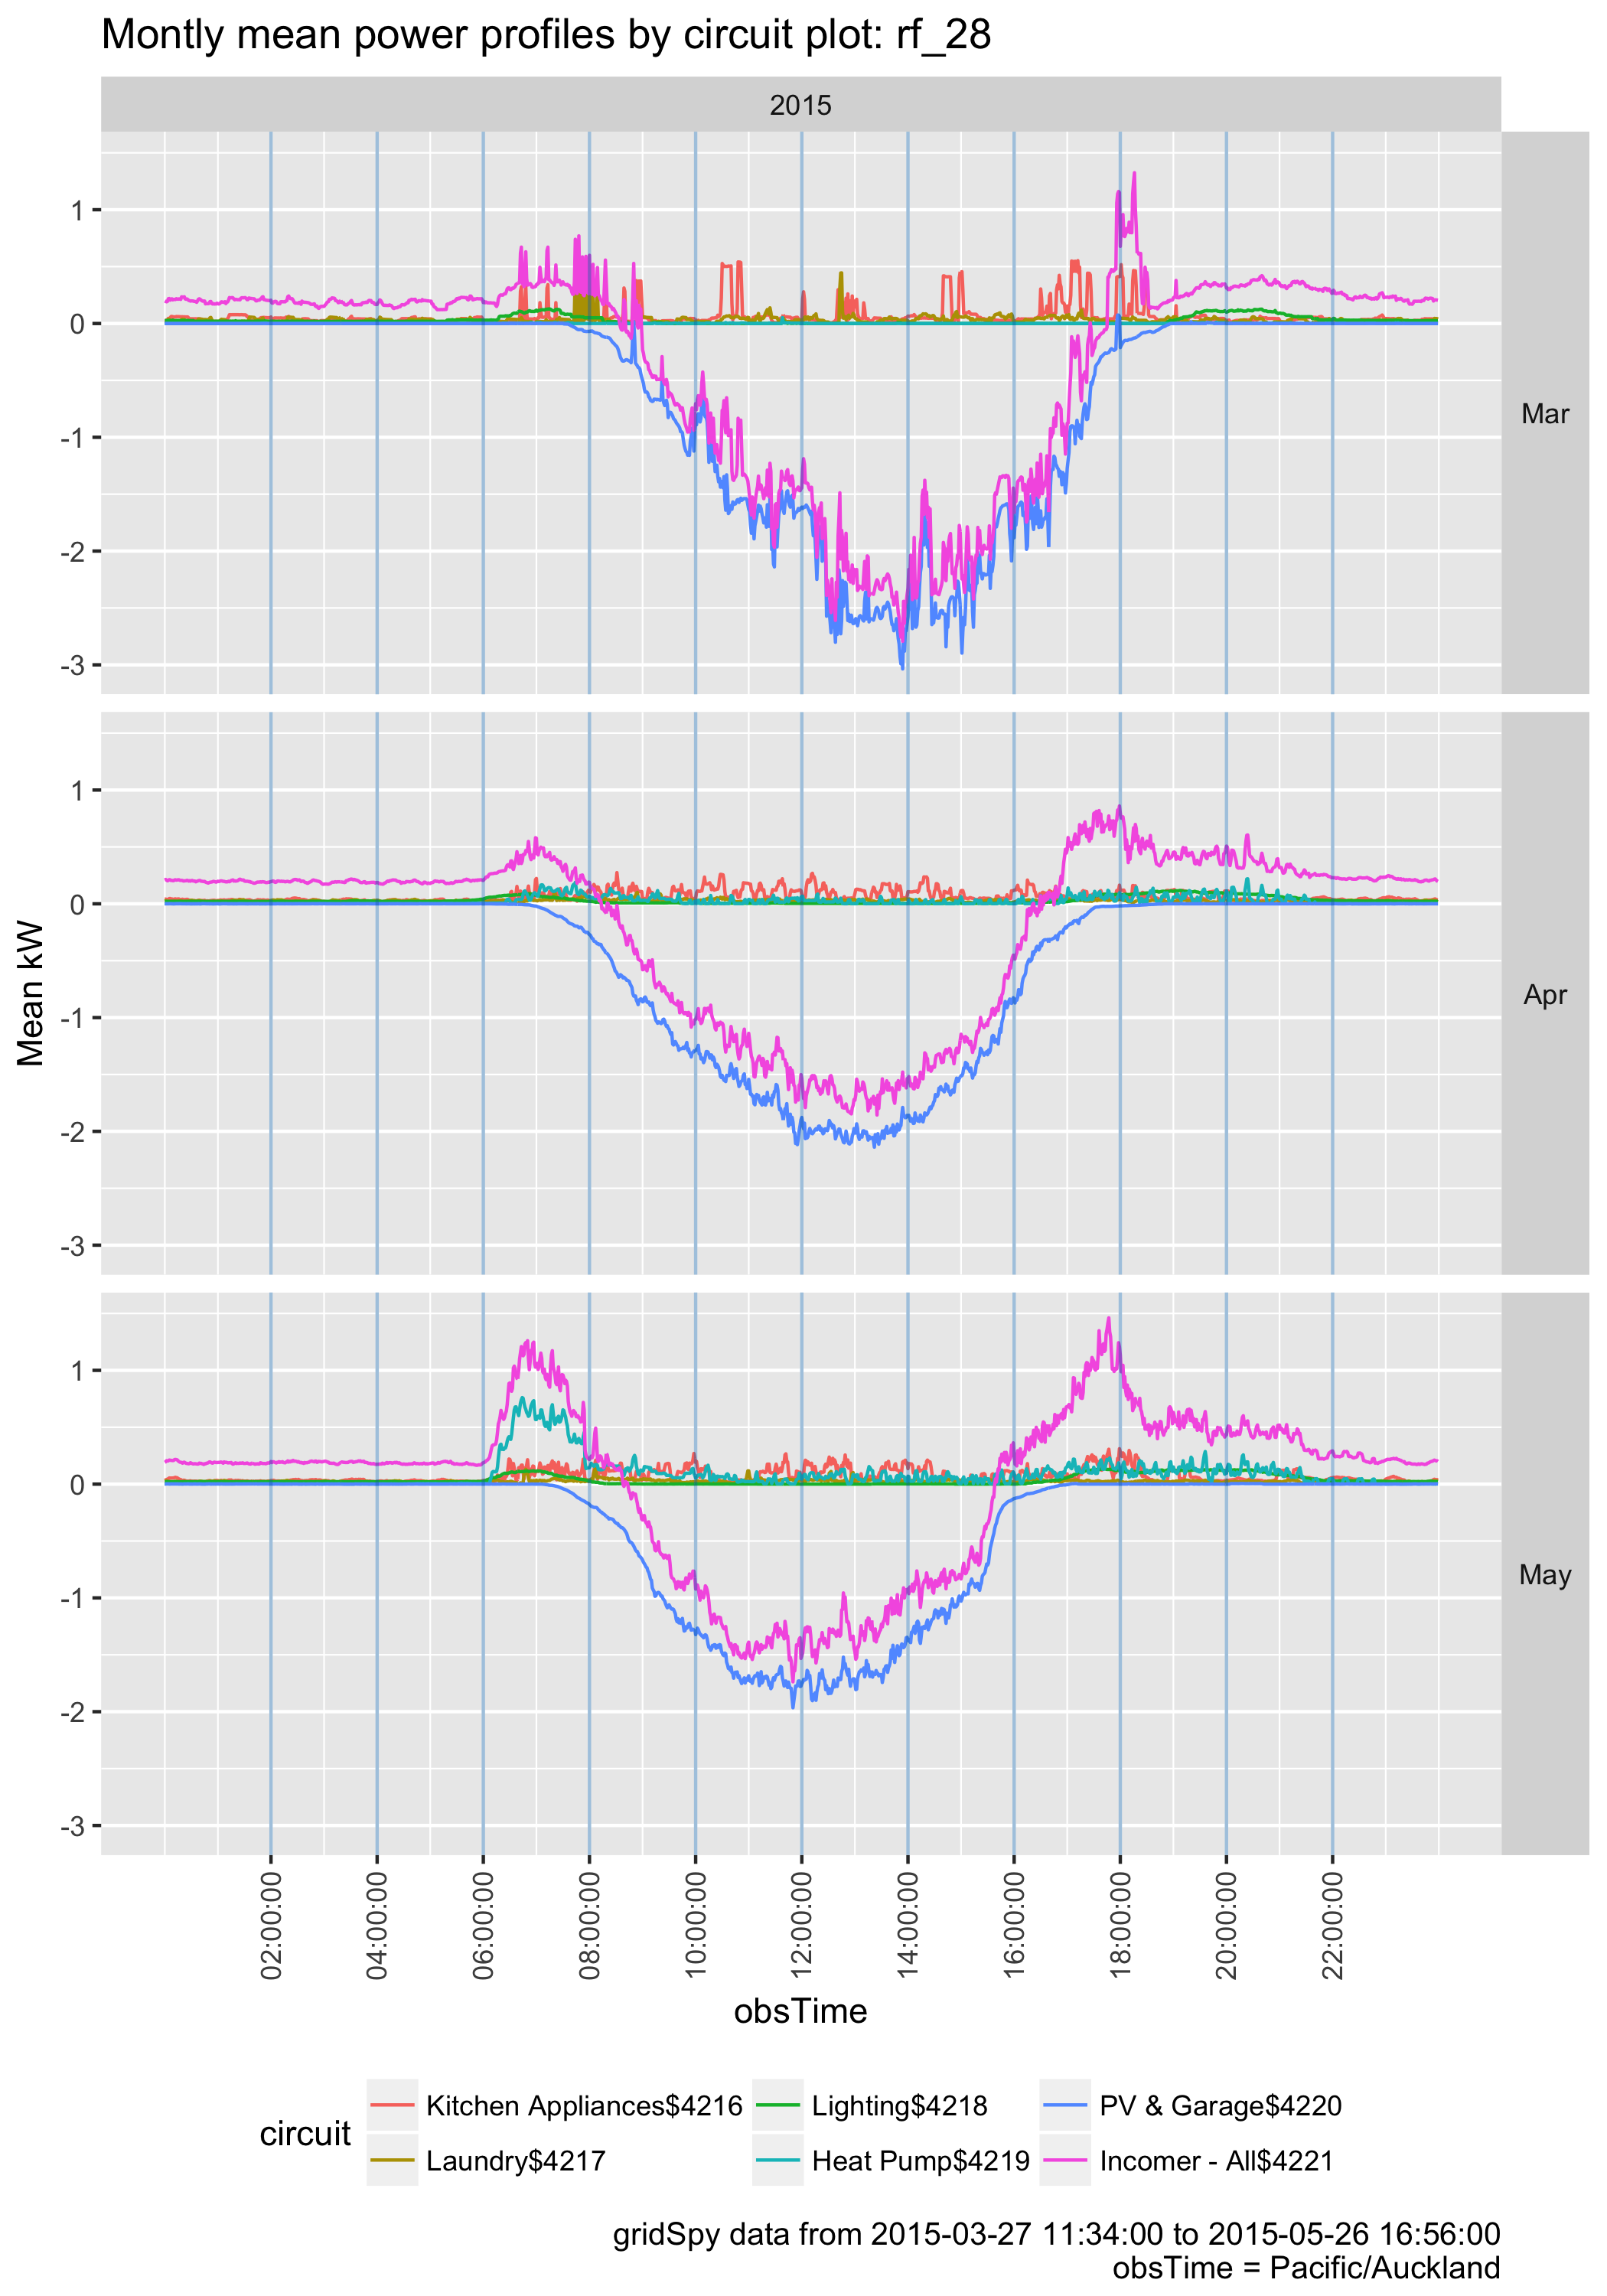 Montly mean power profiles by circuit plot: rf_28
2015
1
0
-1
-2
-3
Mar
1
0
-1
-2
-3
Apr
Mean kW
1
0
-1
-2
-3
May
02:00:00
04:00:00
06:00:00
08:00:00
10:00:00
12:00:00
14:00:00
16:00:00
18:00:00
20:00:00
22:00:00
obsTime
circuit
Kitchen Appliances$4216
Lighting$4218
PV & Garage$4220
Laundry$4217
Heat Pump$4219
Incomer - All$4221
gridSpy data from 2015-03-27 11:34:00 to 2015-05-26 16:56:00
obsTime = Pacific/Auckland